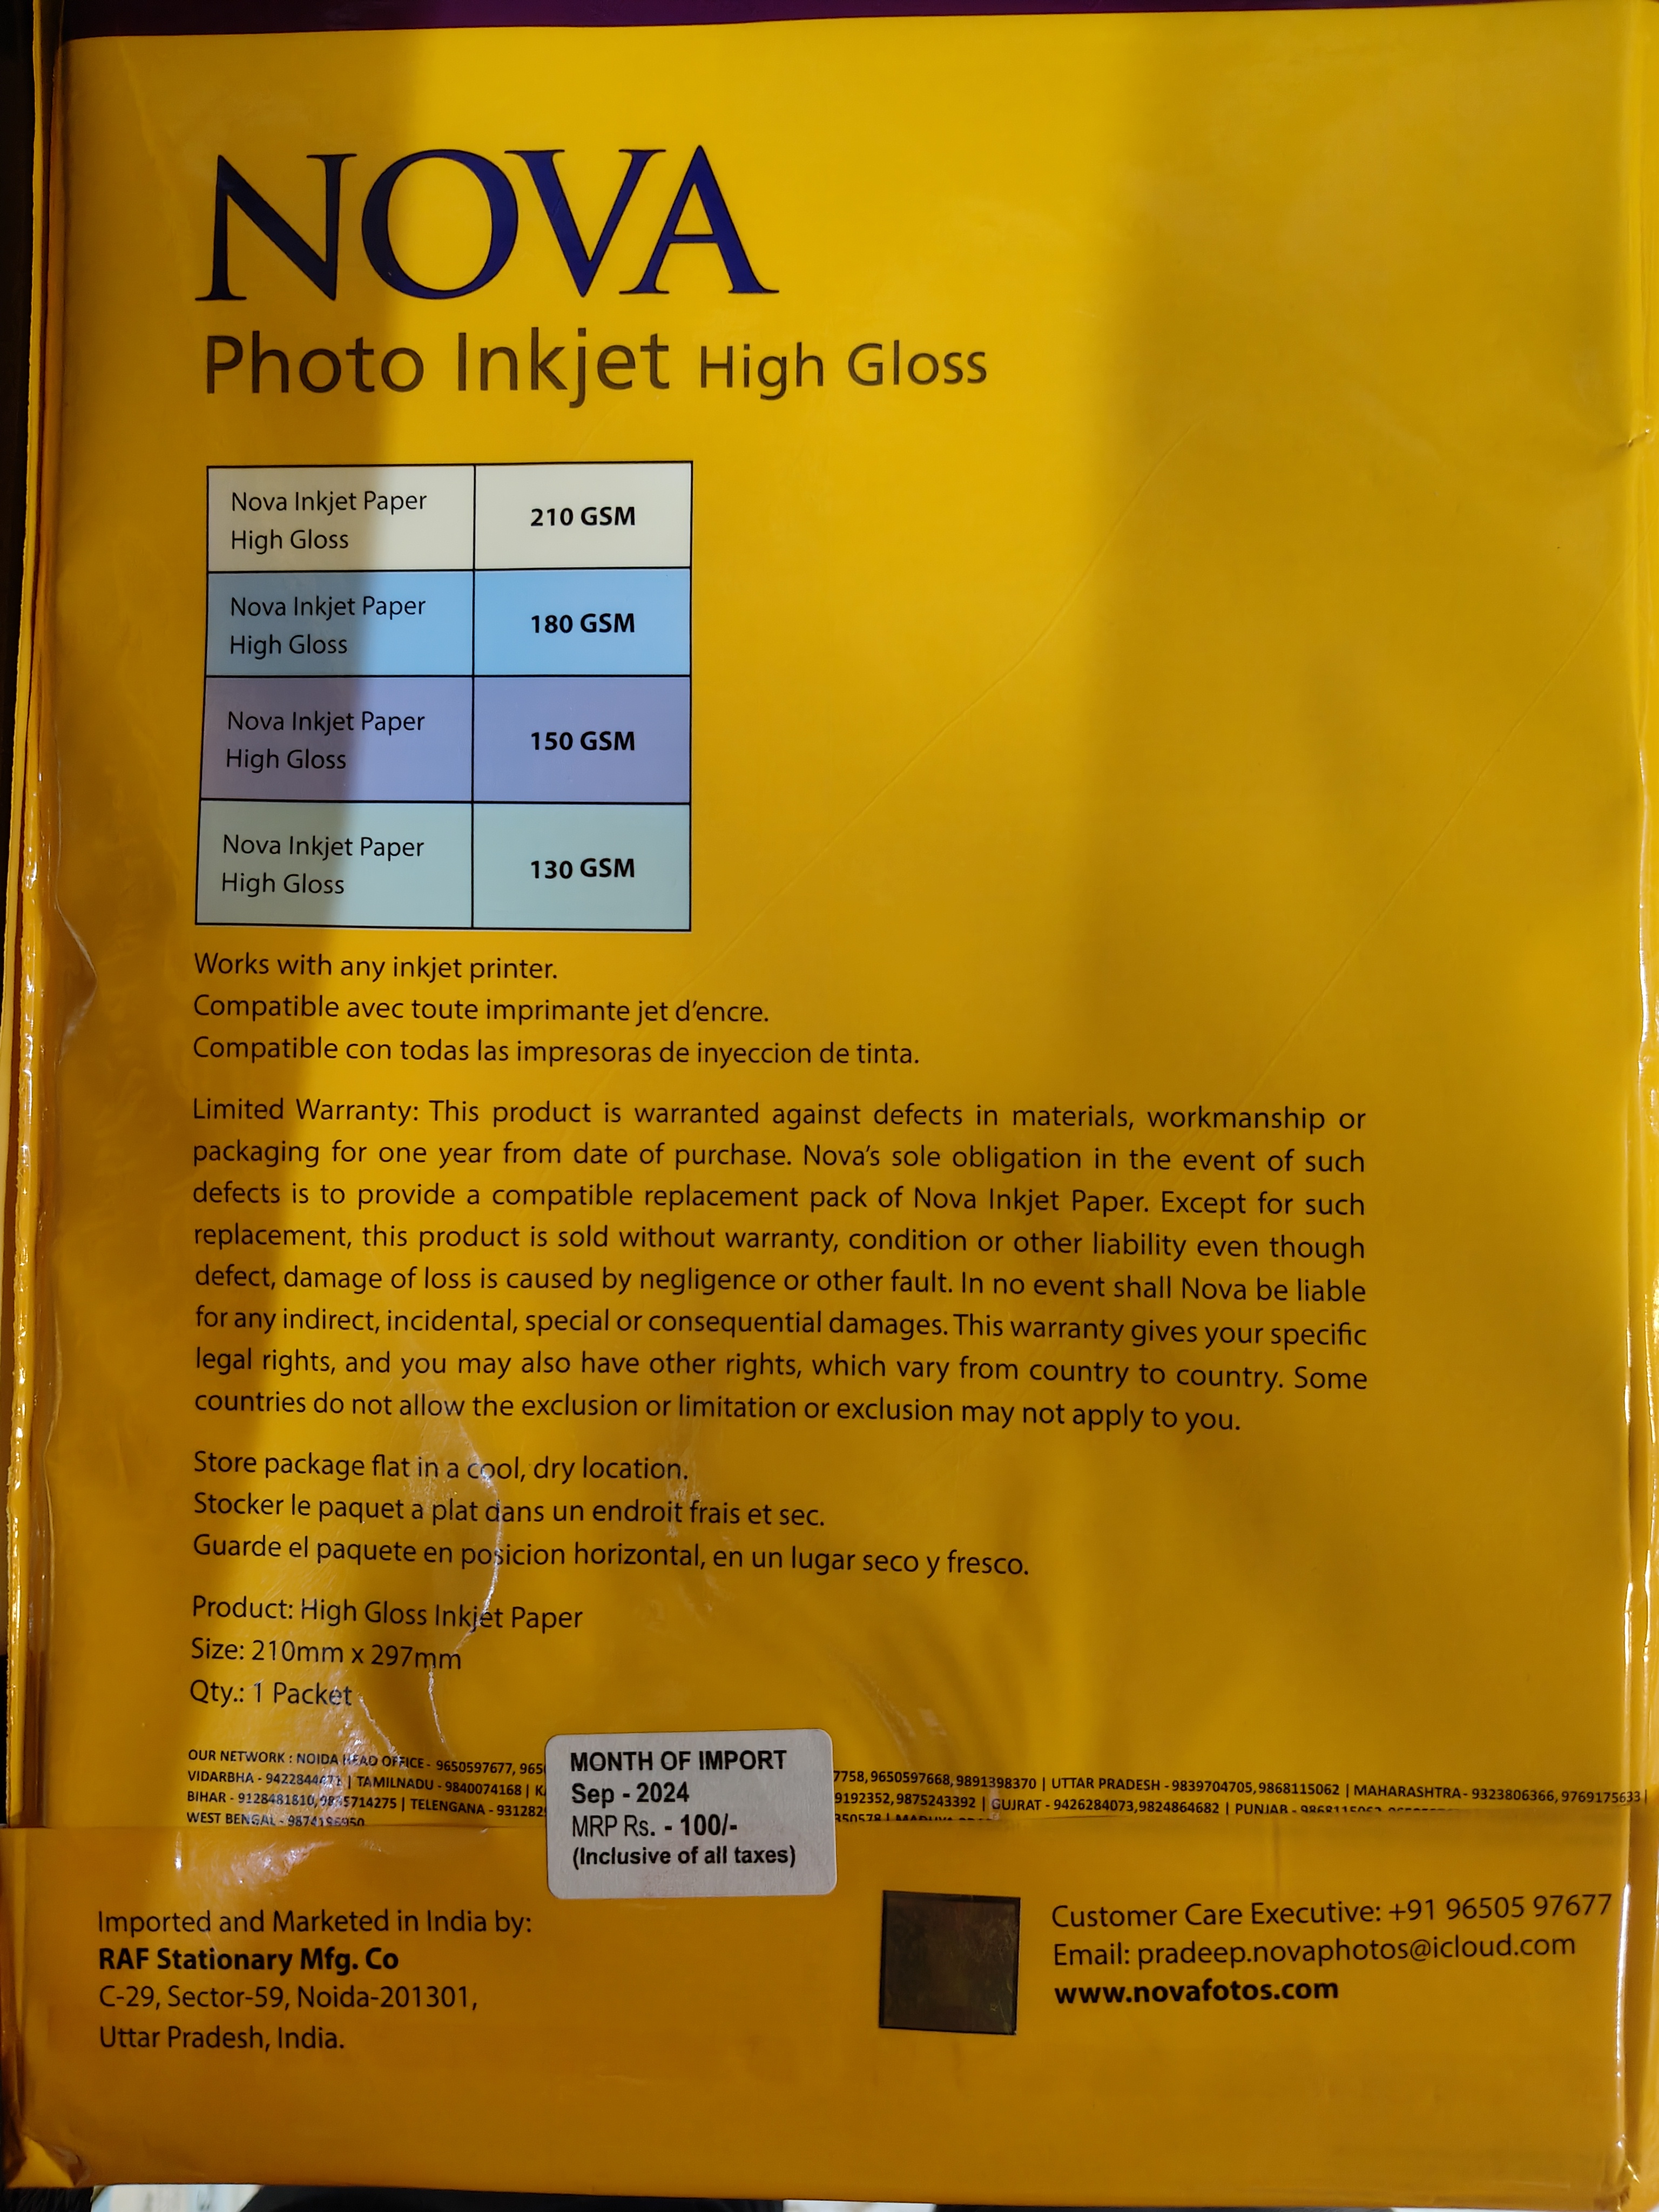 NOVA
Photo Inkjet High Gloss
Nova Inkjet Paper
High Gloss
210 GSM
Nova Inkjet Paper
High Gloss
180 GSM
Nova Inkjet Paper
High Gloss
150 GSM
Nova Inkjet Paper
High Gloss
130 GSM
Works with any inkjet printer.
Compatible avec toute imprimante jet d'encre.
Compatible con todas las impresoras de inyeccion de tinta.
Limited Warranty: This product is warranted against defects in materials, workmanship or
packaging for one year from date of purchase. Nova's sole obligation in the event of such
defects is to provide a compatible replacement pack of Nova Inkjet Paper. Except for such
replacement, this product is sold without warranty, condition or other liability even though
defect, damage of loss is caused by negligence or other fault. In no event shall Nova be liable
for any indirect, incidental, special or consequential damages. This warranty gives your specific
legal rights, and you may also have other rights, which vary from country to country. Some
countries do not allow the exclusion or limitation or exclusion may not apply to you.
Store package flat in a cool, dry location.
Stocker le paquet a plat dans un endroit frais et sec.
Guarde el paquete en posicion horizontal, en un lugar seco y fresco.
Product: High Gloss Inkjet Paper
Size: 210mm x 297mm
Qty.: 1 Packet
OUR NETWORK : NOIDA HEAD OFFICE - 9650597677, 965
7758, 9650597668, 9891398370 | UTTAR PRADESH - 9839704705, 9868115062 | MAHARASHTRA - 9323806366, 9769175633 |
VIDARBHA - | TAMILNADU - 9840074168 |
9192352, 9875243392 | GUJRAT - 9426284073, 9824864682 | PUNJAB -
BIHAR - 9128481810, | TELENGANA - 931282
WEST BENGAL -
MONTH OF IMPORT
Sep - 2024
MRP Rs. - 100/-
(Inclusive of all taxes)
Imported and Marketed in India by:
RAF Stationary Mfg. Co
C-29, Sector-59, Noida-201301,
Uttar Pradesh, India.
Customer Care Executive: +91 96505 97677
Email: pradeep.novaphotos@icloud.com
www.novafotos.com